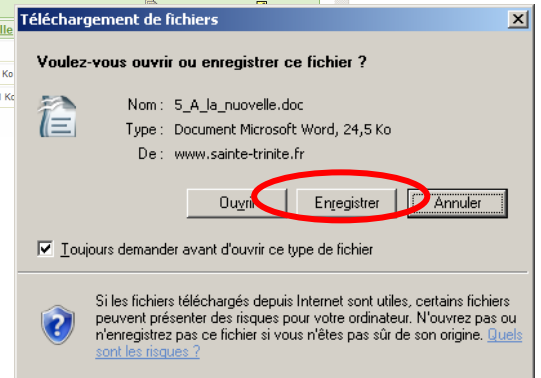 lle
Téléchargement de fichiers
Ko
Ko
Voulez-vous ouvrir ou enregistrer ce fichier ?
Nom : 5_A_la_nuovelle.doc
Type : Document Microsoft Word, 24,5 Ko
De : www.sainte-trinite.fr
Ouvrir Enregistrer Annuler
Toujours demander avant d'ouvrir ce type de fichier
Si les fichiers téléchargés depuis Internet sont utiles, certains fichiers
peuvent présenter des risques pour votre ordinateur. N'ouvrez pas ou
n'enregistrez pas ce fichier si vous n'êtes pas sûr de son origine. Quels
sont les risques ?